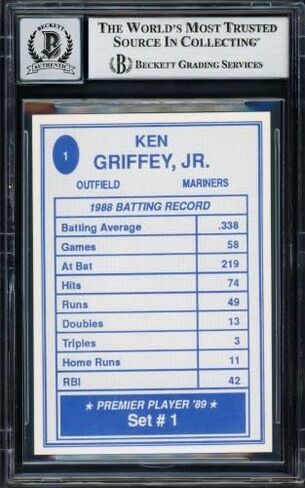 THE WORLD'S MOST TRUSTED
SOURCE IN COLLECTING™
BECKETT GRADING SERVICES
BECKETT
AUTHENTIC
1
KEN
GRIFFEY, JR.
OUTFIELD MARINERS
1988 BATTING RECORD
Batting Average .338
Games 58
At Bat 219
Hits 74
Runs 49
Doubles 13
Triples 3
Home Runs 11
RBI 42
★ PREMIER PLAYER '89 ★
Set # 1